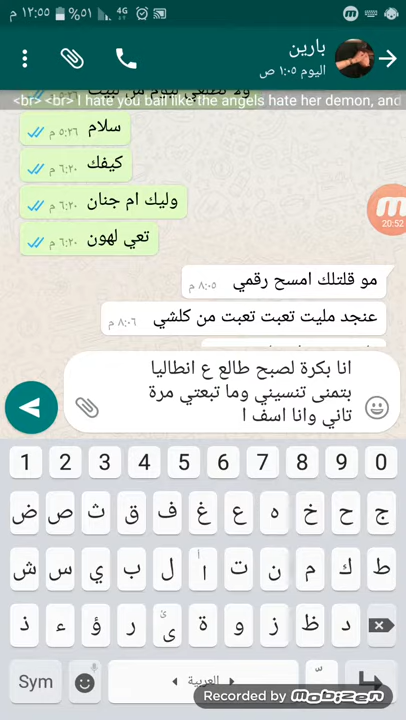 ١٢:٥٥ م
4G
٥١%
بارين
اليوم ١:٠٥ ص
<br> <br> I hate you bail like the angels hate her demon, and
٥:٢٦ م
سلام ٥:٢٦ م
كيفك ٦:٢٠ م
وليك ام جنان ٦:٢٠ م
تعي لهون ٦:٢٠ م
20:52
مو قلتلك امسح رقمي ٨:٠٥ م
عنجد مليت تعبت تعبت من كلشي ٨:٠٦ م
انا بكرة لصبح طالع ع انطاليا
بتمنى تنسيني وما تبعتي مرة
تاني وانا اسف ا
1 2 3 4 5 6 7 8 9 0
ج ح خ ه ع غ ف ق ث ص ض
ط ك م ن ت ا أ ل ب ي س ش
د ظ ز و ة ى ئ ر ؤ ء ذ
Sym العربية
Recorded by Mobizen